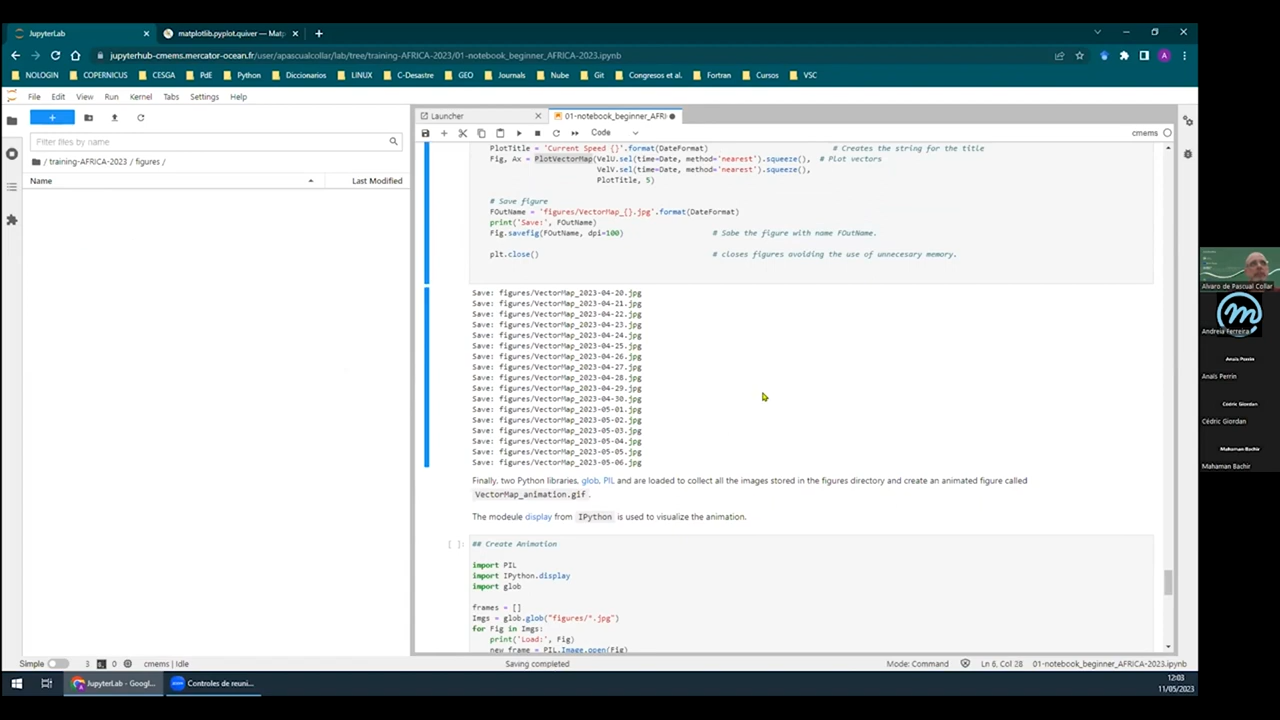 JupyterLab
matplotlib.pyplot.quiver — Mat
jupyterhub-cmems.mercator-ocean.fr/user/apascualcollar/lab/tree/training-AFRICA-2023/01-notebook_beginner_AFRICA-2023.ipynb
NOLOGIN COPERNICUS CESGA PdE Python Diccionarios LINUX C-Desastre GEO Journals Nube Git Congresos et al. Fortran Cursos VSC
File Edit View Run Kernel Tabs Settings Help
Launcher
01-notebook_beginner_AFRI
Code
cmems
Filter files by name
/ training-AFRICA-2023 / figures /
Name Last Modified
PlotTitle = 'Current Speed {}'.format(DateFormat) # Creates the string for the title
Fig, Ax = PlotVectorMap(VelU.sel(time=Date, method='nearest').squeeze(), # Plot vectors
VelV.sel(time=Date, method='nearest').squeeze(),
PlotTitle, 5)
# Save figure
FOutName = 'figures/VectorMap_{}.jpg'.format(DateFormat)
print('Save:', FOutName)
Fig.savefig(FOutName, dpi=100) # Sabe the figure with name FOutName.
plt.close() # closes figures avoiding the use of unnecesary memory.
Save: figures/VectorMap_2023-04-20.jpg
Save: figures/VectorMap_2023-04-21.jpg
Save: figures/VectorMap_2023-04-22.jpg
Save: figures/VectorMap_2023-04-23.jpg
Save: figures/VectorMap_2023-04-24.jpg
Save: figures/VectorMap_2023-04-25.jpg
Save: figures/VectorMap_2023-04-26.jpg
Save: figures/VectorMap_2023-04-27.jpg
Save: figures/VectorMap_2023-04-28.jpg
Save: figures/VectorMap_2023-04-29.jpg
Save: figures/VectorMap_2023-04-30.jpg
Save: figures/VectorMap_2023-05-01.jpg
Save: figures/VectorMap_2023-05-02.jpg
Save: figures/VectorMap_2023-05-03.jpg
Save: figures/VectorMap_2023-05-04.jpg
Save: figures/VectorMap_2023-05-05.jpg
Save: figures/VectorMap_2023-05-06.jpg
Finally, two Python libraries, glob, PIL and are loaded to collect all the images stored in the figures directory and create an animated figure called
VectorMap_animation.gif .
The modeule display from IPython is used to visualize the animation.
[ ]: ## Create Animation
import PIL
import IPython.display
import glob
frames = []
Imgs = glob.glob("figures/*.jpg")
for Fig in Imgs:
print('Load:', Fig)
new_frame = PIL.Image.open(Fig)
Simple 3 0 cmems | Idle Saving completed Mode: Command Ln 6, Col 28 01-notebook_beginner_AFRICA-2023.ipynb
JupyterLab - Googl...
Controles de reuni...
12:03
11/05/2023
Alvaro de Pascual Collar
Andreia Ferreira
Anaïs Perrin
Anaïs Perrin
Cédric Giordan
Cédric Giordan
Mahaman Bachir
Mahaman Bachir